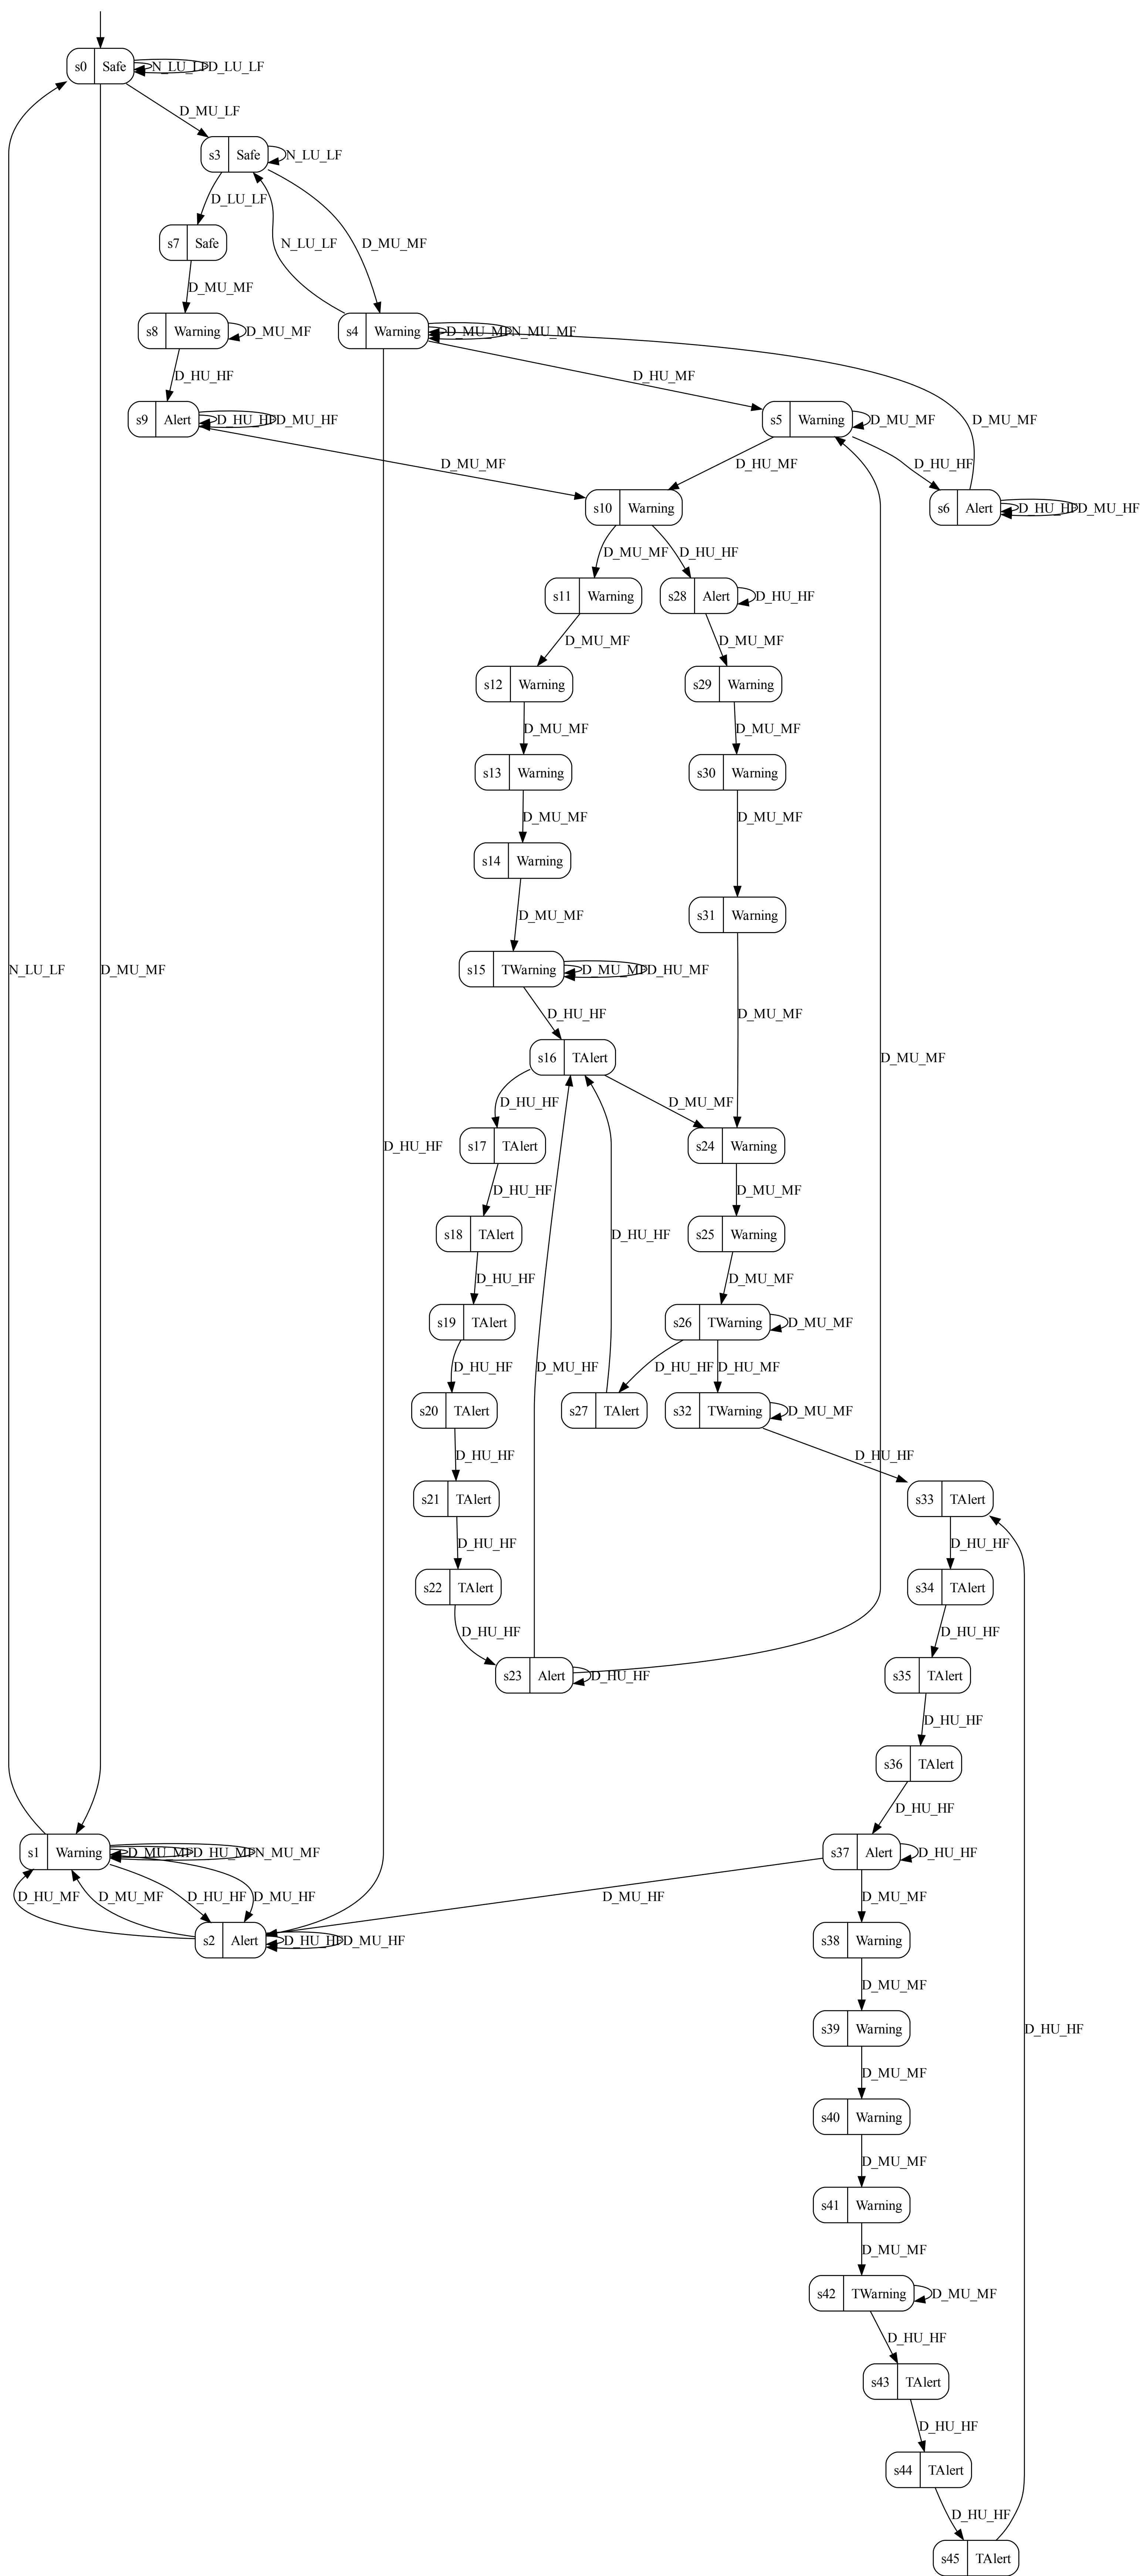 s0 Safe N_LU_LF D_LU_LF
D_MU_LF
s3 Safe N_LU_LF
D_LU_LF
s7 Safe N_LU_LF D_MU_MF
D_MU_MF
s8 Warning D_MU_MF s4 Warning D_MU_MF N_MU_MF
D_HU_HF D_HU_MF
s9 Alert D_HU_HF D_MU_HF s5 Warning D_MU_MF D_MU_MF
D_MU_MF D_HU_MF D_HU_HF
s10 Warning s6 Alert D_HU_HF D_MU_HF
D_MU_MF D_HU_HF
s11 Warning s28 Alert D_HU_HF
D_MU_MF D_MU_MF
s12 Warning s29 Warning
D_MU_MF D_MU_MF
s13 Warning s30 Warning
D_MU_MF D_MU_MF
s14 Warning
D_MU_MF s31 Warning
N_LU_LF D_MU_MF s15 TWarning D_MU_MF D_HU_MF
D_HU_HF D_MU_MF
s16 TAlert D_MU_MF
D_HU_HF D_MU_MF
s17 TAlert s24 Warning D_HU_HF
D_HU_HF D_MU_MF
s18 TAlert s25 Warning D_HU_HF
D_HU_HF D_MU_MF
s19 TAlert s26 TWarning D_MU_MF
D_HU_HF D_MU_HF D_HU_HF D_HU_MF
s20 TAlert s27 TAlert s32 TWarning D_MU_MF
D_HU_HF D_HU_HF
s21 TAlert s33 TAlert
D_HU_HF D_HU_HF
s22 TAlert s34 TAlert
D_HU_HF D_HU_HF
s23 Alert D_HU_HF s35 TAlert
D_HU_HF
s36 TAlert
D_HU_HF
s1 Warning D_MU_MF D_HU_MF N_MU_MF s37 Alert D_HU_HF
D_HU_MF D_MU_MF D_HU_HF D_MU_HF D_MU_HF D_MU_MF
s2 Alert D_HU_HF D_MU_HF s38 Warning
D_MU_MF
s39 Warning D_HU_HF
D_MU_MF
s40 Warning
D_MU_MF
s41 Warning
D_MU_MF
s42 TWarning D_MU_MF
D_HU_HF
s43 TAlert
D_HU_HF
s44 TAlert
D_HU_HF
s45 TAlert